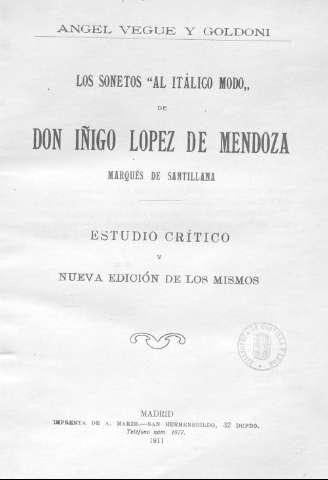 ANGEL VEGUE Y GOLDONI
LOS SONETOS "AL ITÁLICO MODO„
DE
DON IÑIGO LOPEZ DE MENDOZA
MARQUÉS DE SANTILLANA
ESTUDIO CRÍTICO
Y
NUEVA EDICIÓN DE LOS MISMOS
MADRID
IMPRENTA DE A. MARZO.—SAN HERMENEGILDO, 32 DUPDO.
Teléfono núm. 1977.
1911